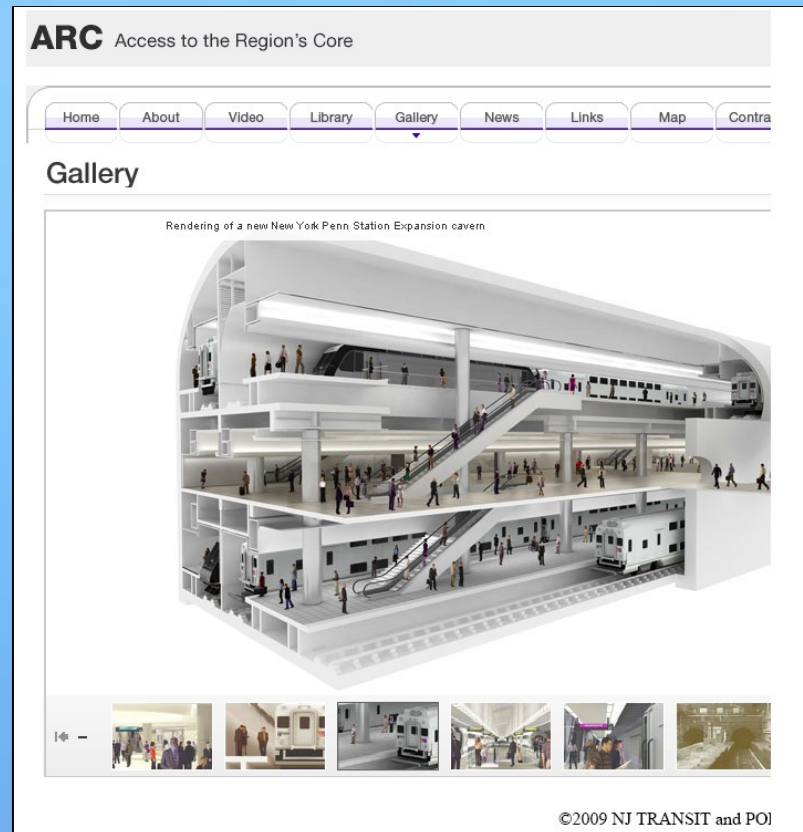 ARC Access to the Region's Core
Home About Video Library Gallery News Links Map Contra
Gallery
Rendering of a new New York Penn Station Expansion cavern
©2009 NJ TRANSIT and POI